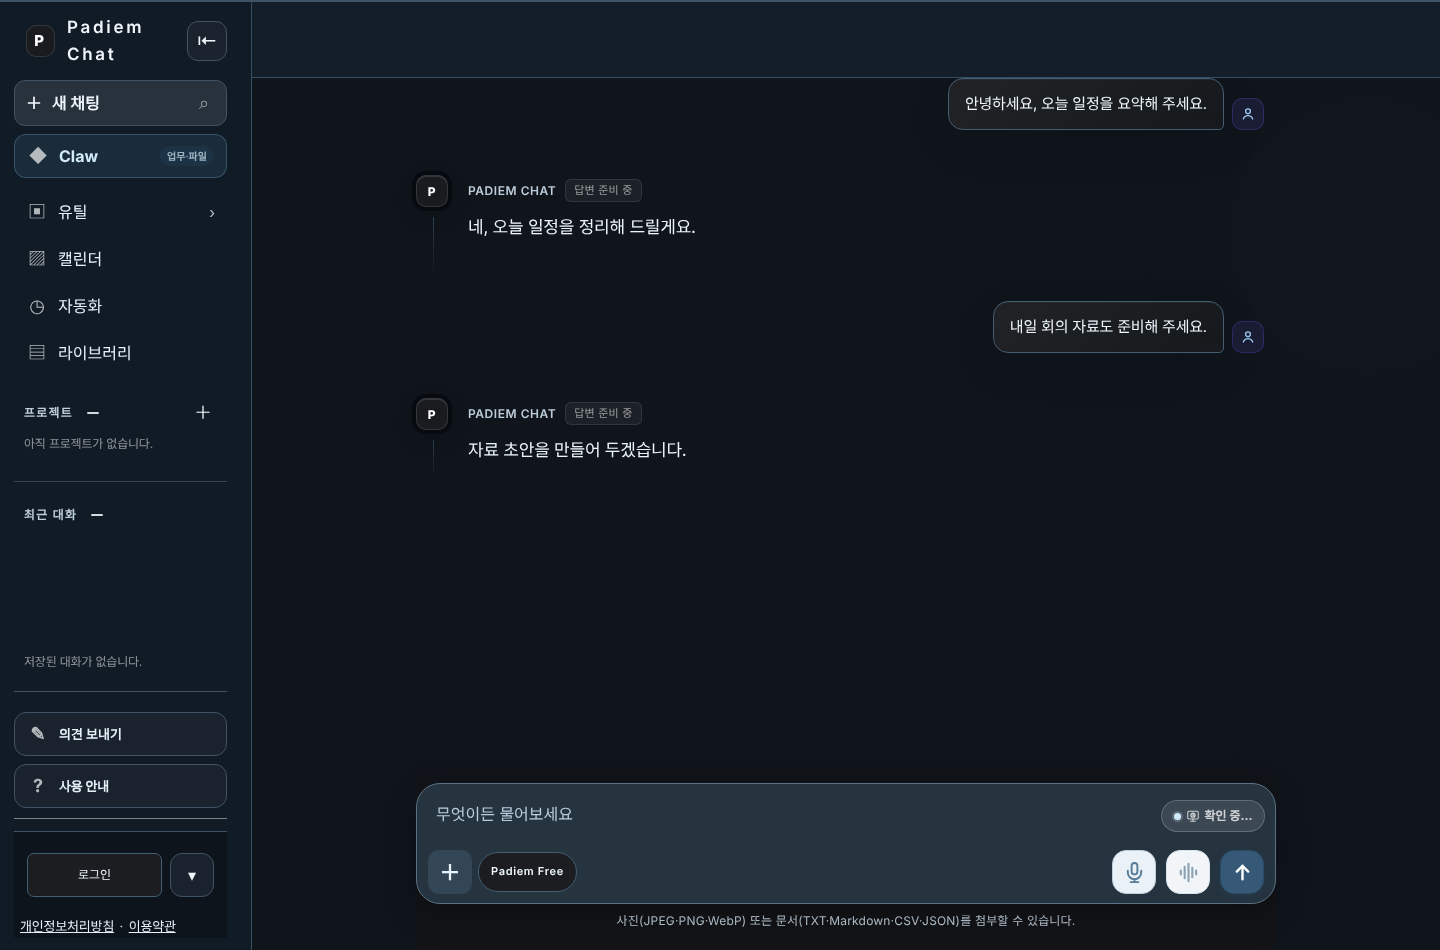 Padiem
Chat
새 채팅
Claw 업무·파일
유틸
캘린더
자동화
라이브러리
프로젝트
아직 프로젝트가 없습니다.
최근 대화
저장된 대화가 없습니다.
의견 보내기
? 사용 안내
로그인
개인정보처리방침 · 이용약관
안녕하세요, 오늘 일정을 요약해 주세요.
P PADIEM CHAT 답변 준비 중
네, 오늘 일정을 정리해 드릴게요.
내일 회의 자료도 준비해 주세요.
P PADIEM CHAT 답변 준비 중
자료 초안을 만들어 두겠습니다.
무엇이든 물어보세요
확인 중...
Padiem Free
사진(JPEG·PNG·WebP) 또는 문서(TXT·Markdown·CSV·JSON)를 첨부할 수 있습니다.